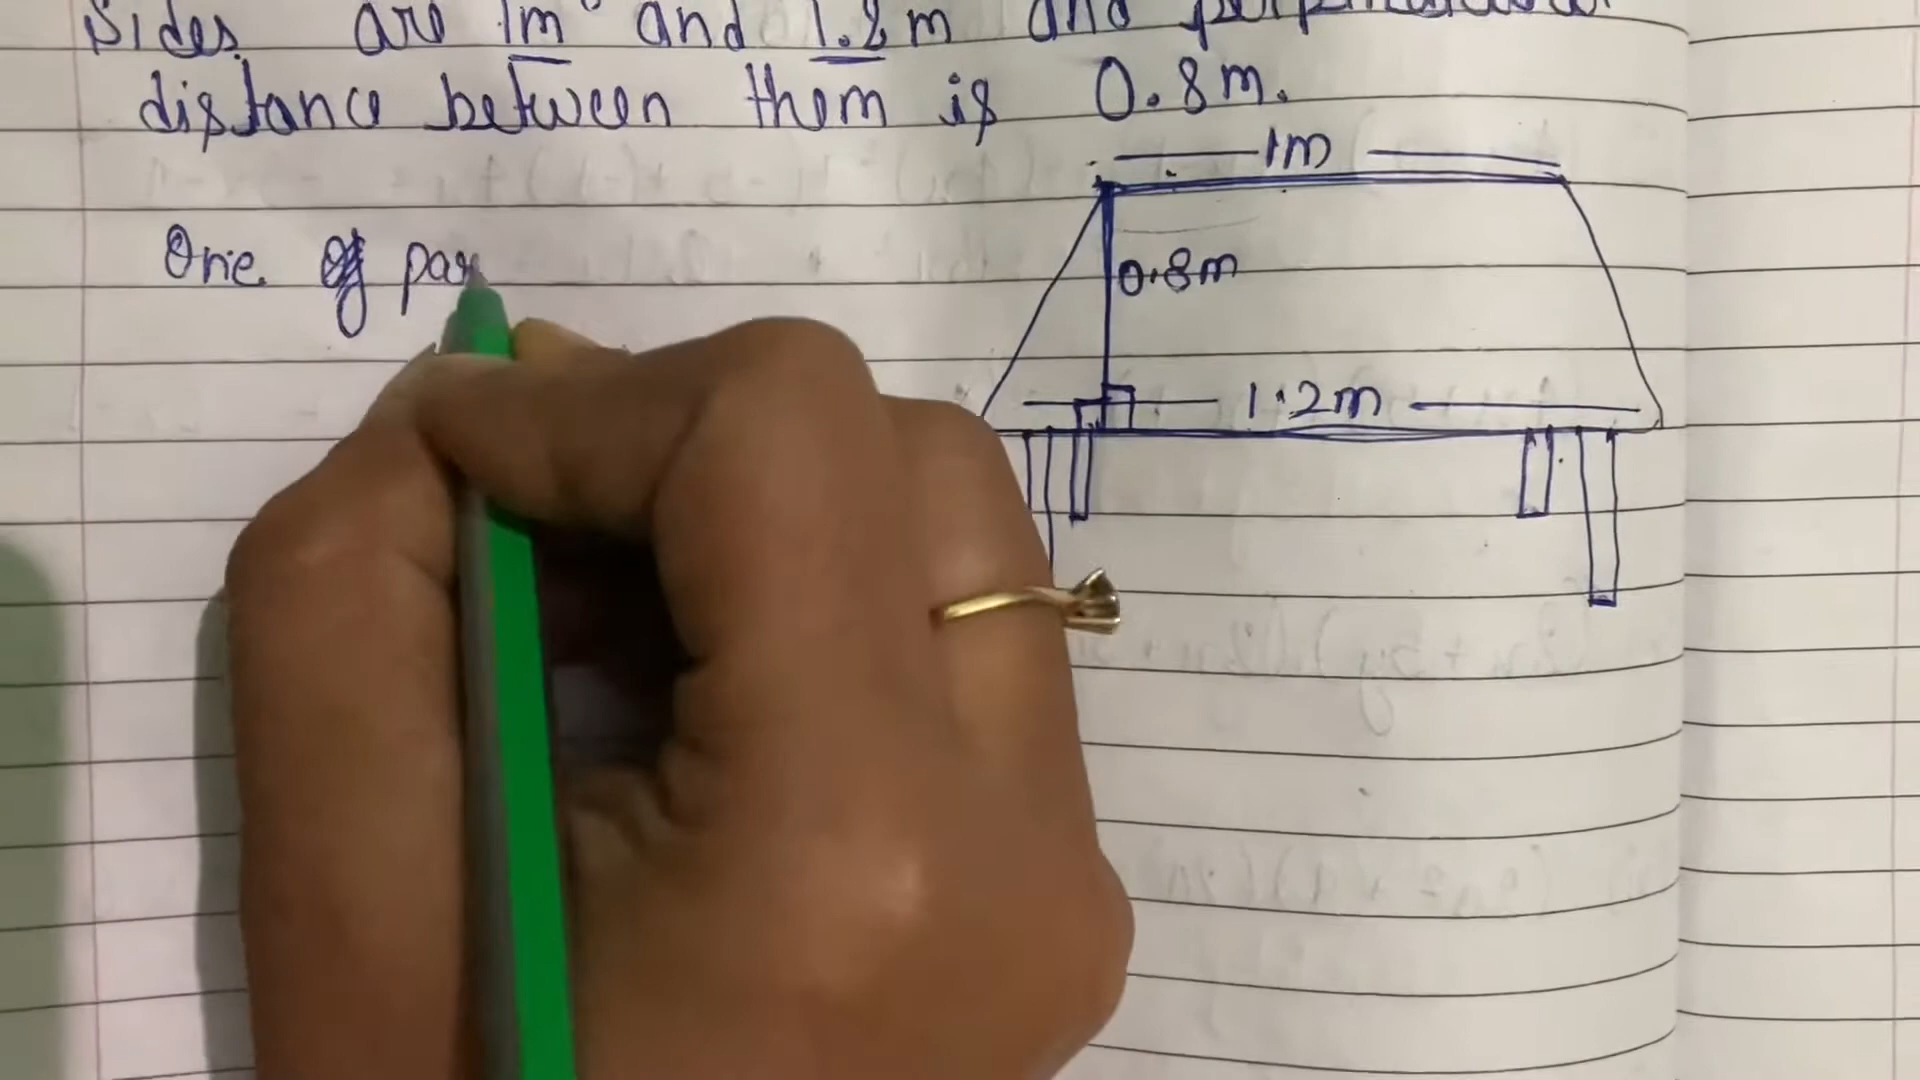 Sides are 1m and 1.2m and perpendicular
distance between them is 0.8m.
1m
One par
0.8m
1.2m